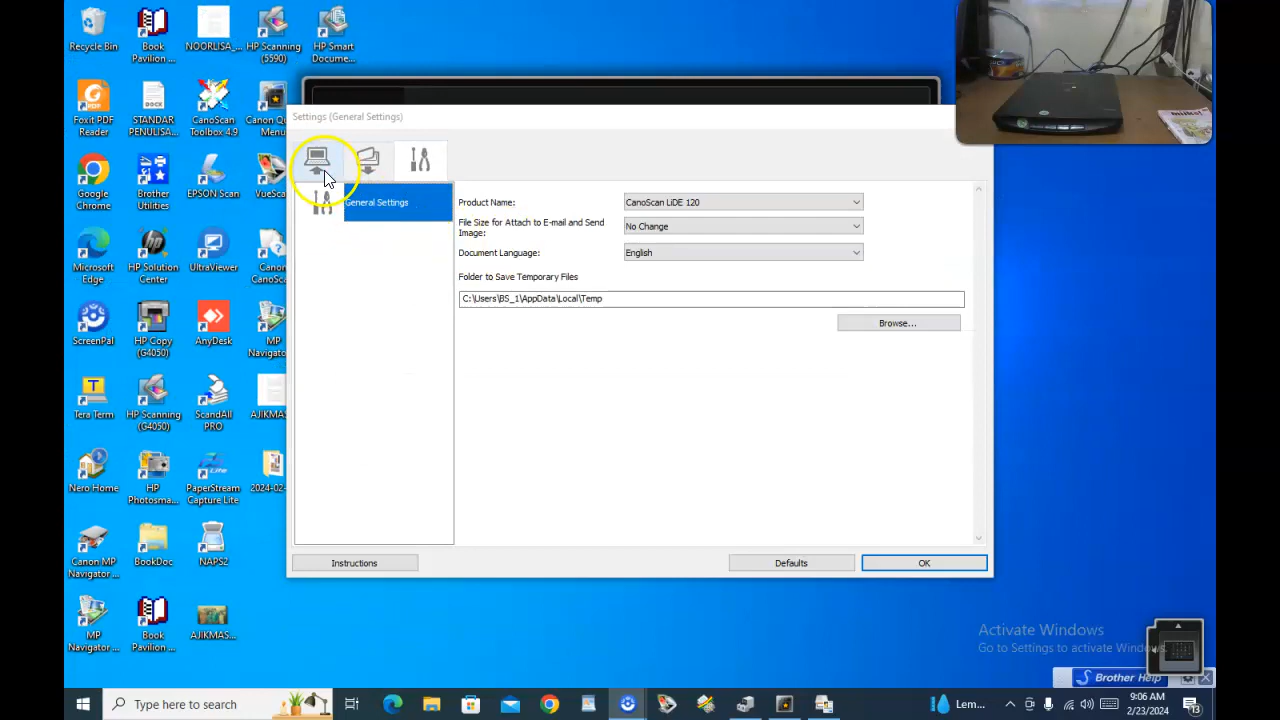 Recycle Bin
Book
Pavilion ...
NOORLISA_...
HP Scanning
(5590)
HP Smart
Docume...
Foxit PDF
Reader
STANDAR
PENULISA...
CanoScan
Toolbox 4.9
Canon Qu
Menu
Google
Chrome
Brother
Utilities
EPSON Scan
VueSca
Microsoft
Edge
HP Solution
Center
UltraViewer
Canon
CanoSca
ScreenPal
HP Copy
(G4050)
AnyDesk
MP
Navigato
Tera Term
HP Scanning
(G4050)
ScandAll
PRO
AJIKMAS
Nero Home
HP
Photosma...
PaperStream
Capture Lite
2024-02-
Canon MP
Navigator ...
BookDoc
NAPS2
MP
Navigator ...
Book
Pavilion ...
AJIKMAS...
Settings (General Settings)
General Settings
Product Name:
CanoScan LiDE 120
File Size for Attach to E-mail and Send
Image:
No Change
Document Language:
English
Folder to Save Temporary Files
C:\Users\BS_1\AppData\Local\Temp
Browse...
Instructions
Defaults
OK
Activate Windows
Go to Settings to activate Windows.
Brother Help
Type here to search
Lem...
9:06 AM
2/23/2024